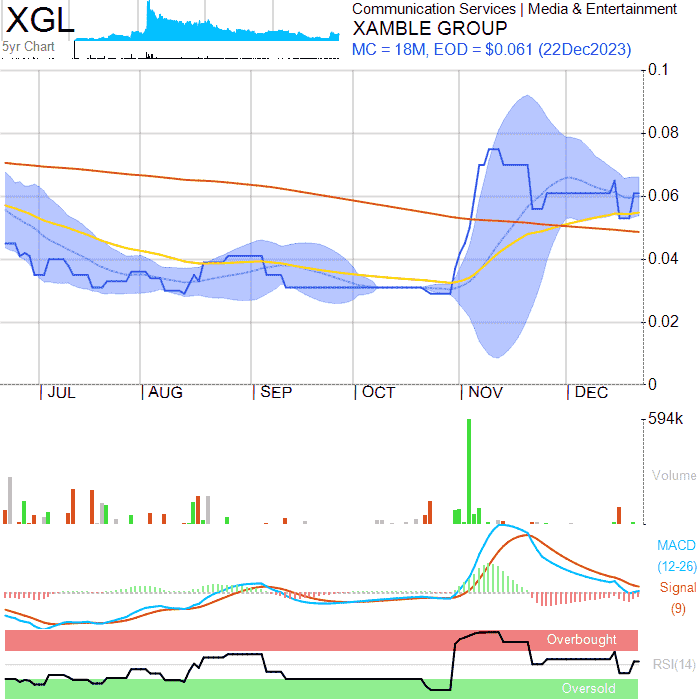 XGL
5yr Chart
Communication Services | Media & Entertainment
XAMBLE GROUP
MC = 18M, EOD = $0.061 (22Dec2023)
0.1
0.08
0.06
0.04
0.02
0
JUL AUG SEP OCT NOV DEC
594k
Volume
MACD
(12-26)
Signal
(9)
Overbought
RSI(14)
Oversold